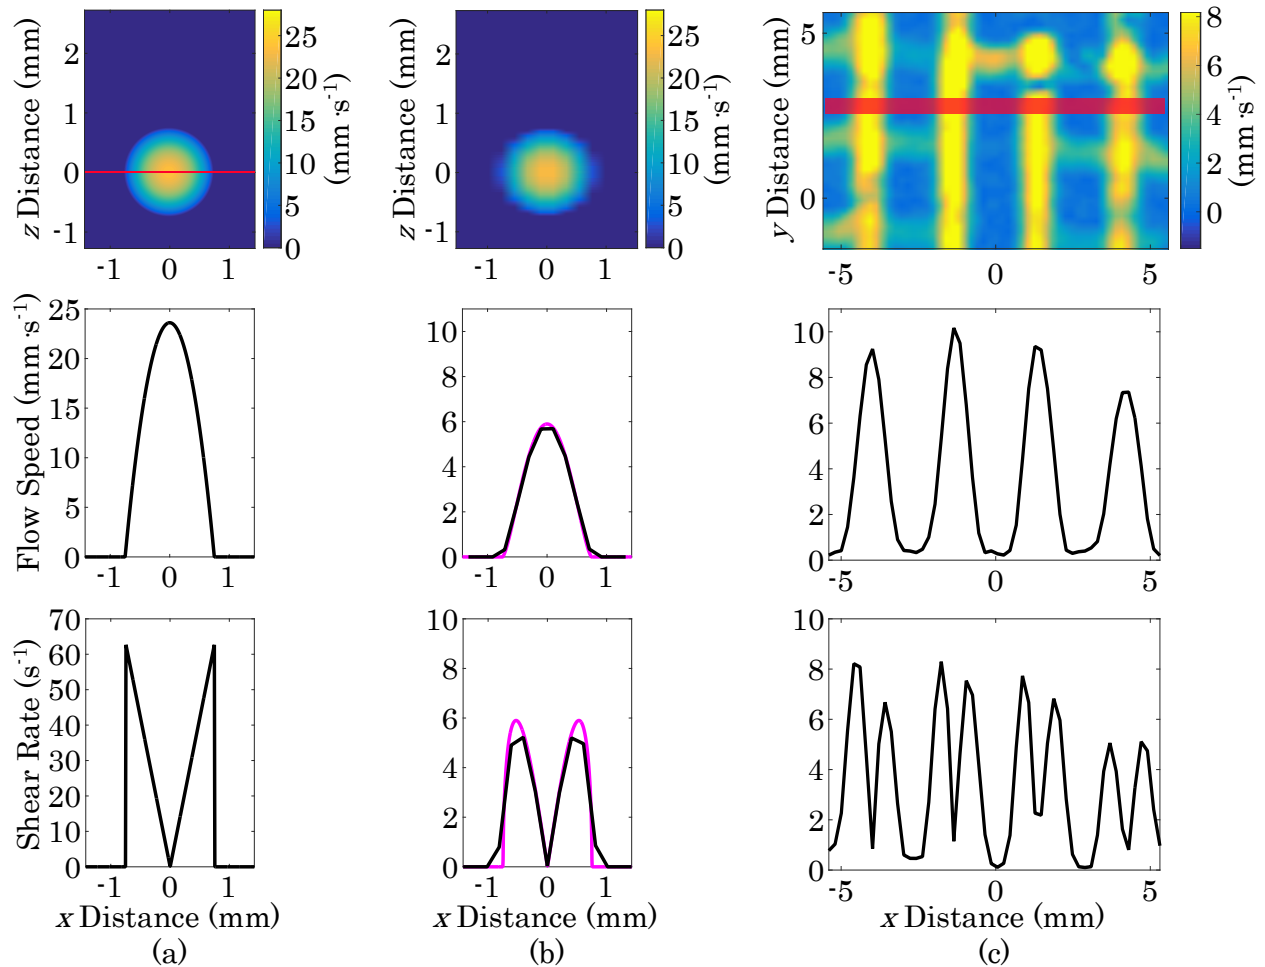 z Distance (mm)
2
1
0
-1
-1 0 1
25
20
15
10
5
0
(mm·s⁻¹)
z Distance (mm)
2
1
0
-1
-1 0 1
25
20
15
10
5
0
(mm·s⁻¹)
y Distance (mm)
5
0
-5 0 5
8
6
4
2
0
(mm·s⁻¹)
Flow Speed (mm·s⁻¹)
25
20
15
10
5
0
-1 0 1
10
8
6
4
2
0
-1 0 1
10
8
6
4
2
0
-5 0 5
Shear Rate (s⁻¹)
70
60
50
40
30
20
10
0
-1 0 1
x Distance (mm)
(a)
10
8
6
4
2
0
-1 0 1
x Distance (mm)
(b)
10
8
6
4
2
0
-5 0 5
x Distance (mm)
(c)